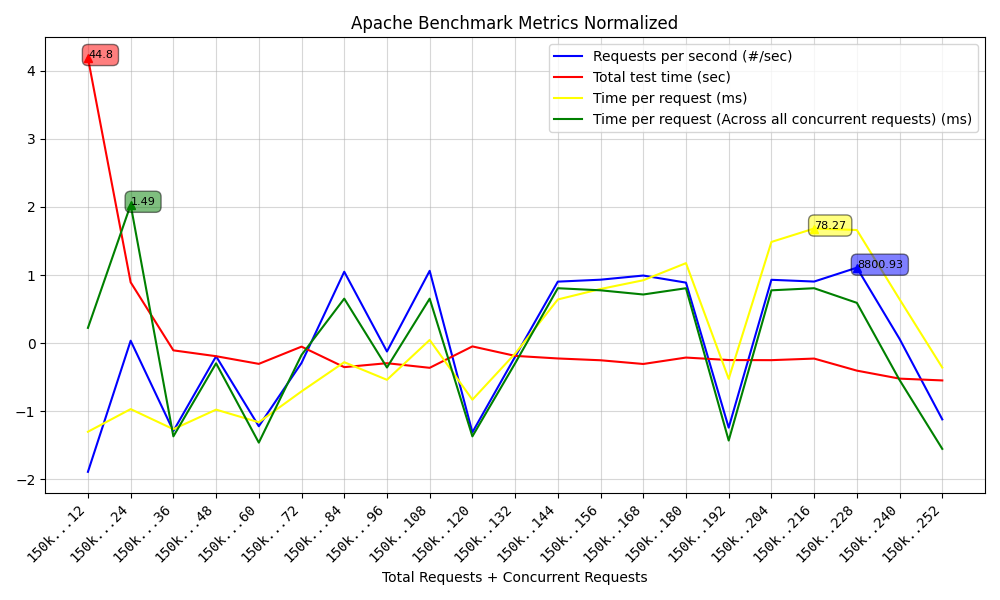 Apache Benchmark Metrics Normalized
44.8
1.49
78.27
8800.93
Requests per second (#/sec)
Total test time (sec)
Time per request (ms)
Time per request (Across all concurrent requests) (ms)
4
3
2
1
0
−1
−2
150k...12
150k...24
150k...36
150k...48
150k...60
150k...72
150k...84
150k...96
150k..108
150k..120
150k..132
150k..144
150k..156
150k..168
150k..180
150k..192
150k..204
150k..216
150k..228
150k..240
150k..252
Total Requests + Concurrent Requests